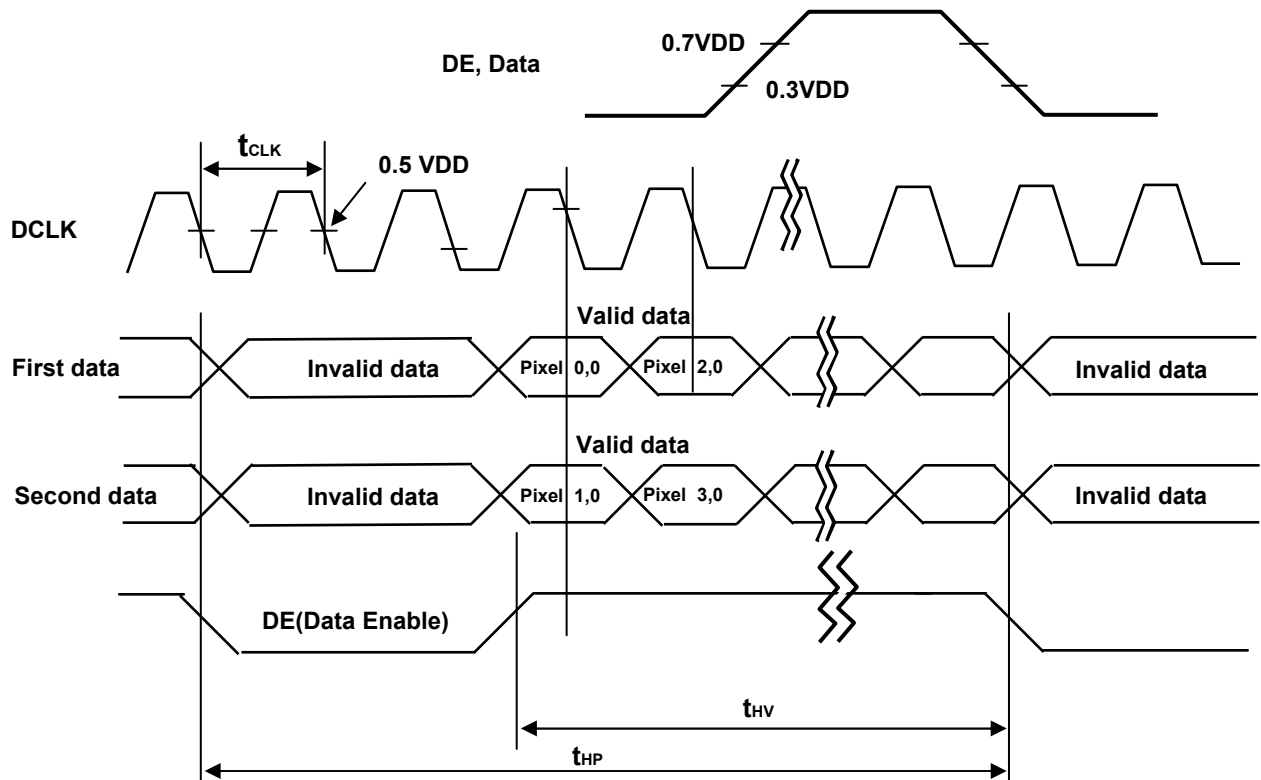 0.7VDD
DE, Data
0.3VDD
tCLK
0.5 VDD
DCLK
Valid data
First data
Invalid data
Pixel 0,0
Pixel 2,0
Invalid data
Valid data
Second data
Invalid data
Pixel 1,0
Pixel 3,0
Invalid data
DE(Data Enable)
tHV
tHP